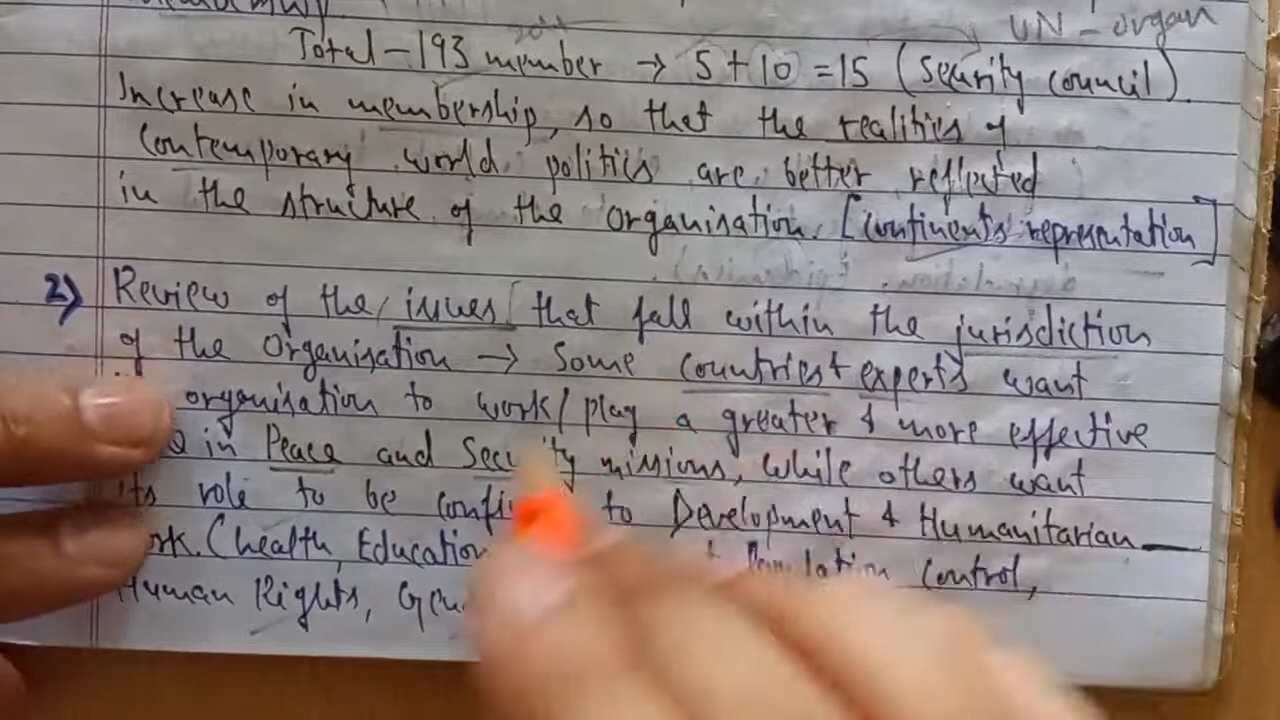 UN - organ
Total - 193 member → 5 + 10 = 15 (Security Council).
Increase in membership, so that the realities of
contemporary world politics are better reflected
in the structure of the organisation. [Continents representation]
2) Review of the issues that fall within the jurisdiction
of the Organisation → Some countries + experts want
organisation to work/play a greater & more effective
in Peace and Security missions, while others want
its role to be confi to Development & Humanitarian
rk. (health, Education Population control,
Human Rights, Gen